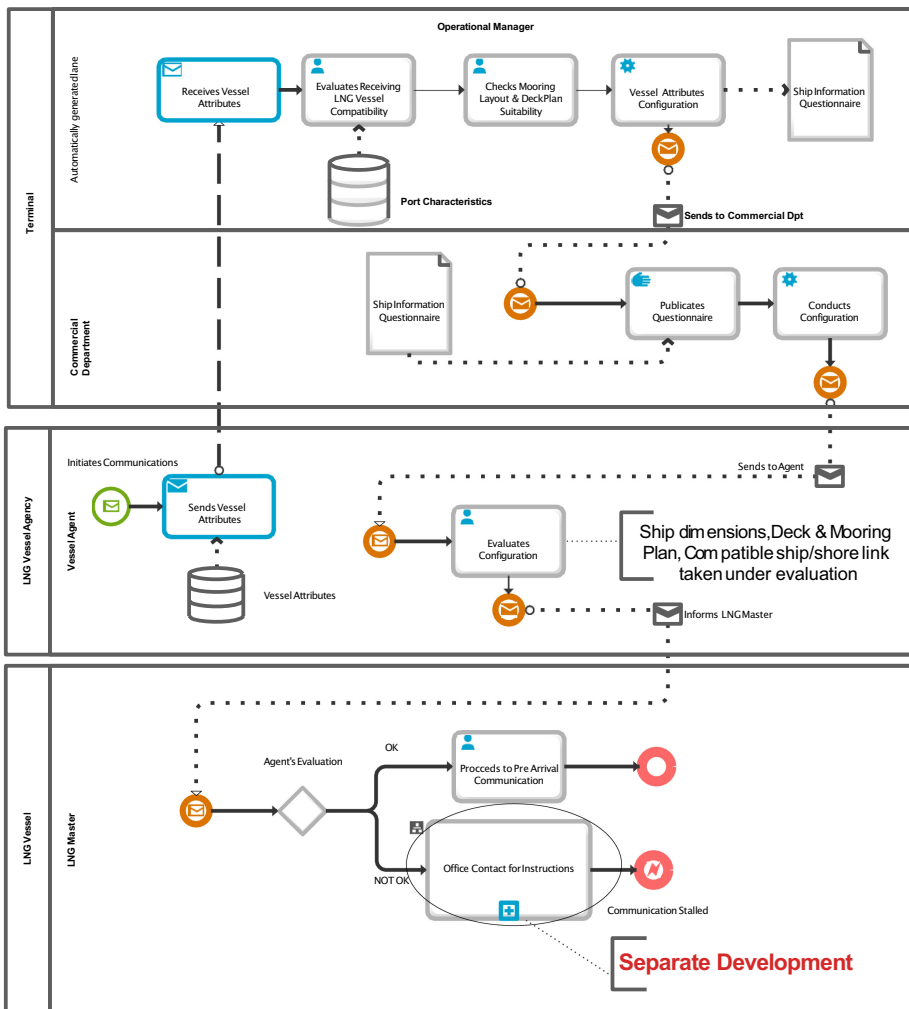 Operational Manager
Terminal
Automatically generated lane
Receives Vessel
Attributes
Evaluates Receiving
LNG Vessel
Compatibility
Checks Mooring
Layout & Deck Plan
Suitability
Vessel Attributes
Configuration
Ship Information
Questionnaire
Port Characteristics
Sends to Commercial Dpt
Commercial
Department
Ship Information
Questionnaire
Publicates
Questionnaire
Conducts
Configuration
LNG Vessel Agency
Vessel Agent
Initiates Communications
Sends Vessel
Attributes
Vessel Attributes
Sends to Agent
Evaluates
Configuration
Ship dimensions, Deck & Mooring
Plan, Compatible ship/shore link
taken under evaluation
Informs LNG Master
LNG Vessel
LNG Master
Agent's Evaluation
OK
Procceds to Pre Arrival
Communication
NOT OK
Office Contact for Instructions
Communication Stalled
Separate Development